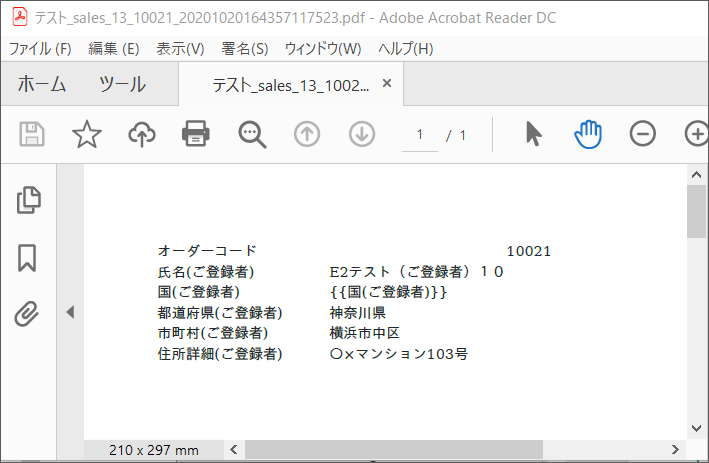 テスト_sales_13_10021_20201020164357117523.pdf - Adobe Acrobat Reader DC
ファイル (F) 編集 (E) 表示(V) 署名(S) ウィンドウ(W) ヘルプ(H)
ホーム ツール テスト_sales_13_1002... ×
1 / 1
オーダーコード 10021
氏名(ご登録者) E2テスト（ご登録者）１０
国(ご登録者) {{国(ご登録者)}}
都道府県(ご登録者) 神奈川県
市町村(ご登録者) 横浜市中区
住所詳細(ご登録者) 〇×マンション103号
210 x 297 mm